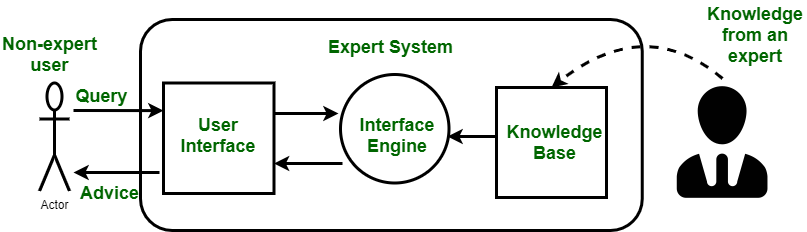 Non-expert
user
Query
Advice
Actor
Expert System
User
Interface
Interface
Engine
Knowledge
Base
Knowledge
from an
expert